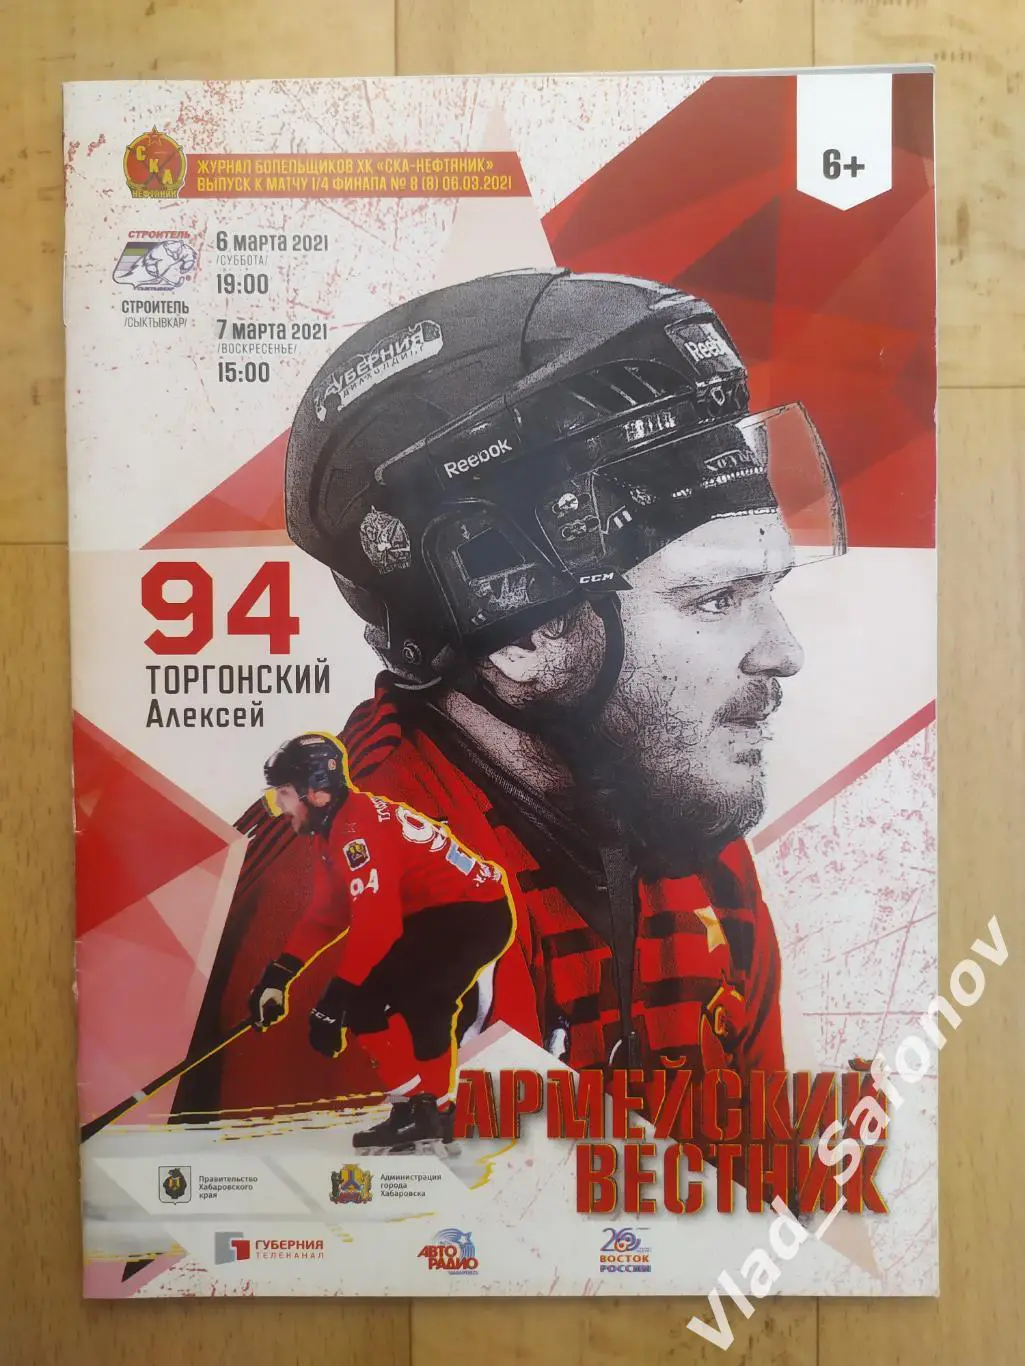 СКА
НЕФТЯНИК
ЖУРНАЛ БОЛЕЛЬЩИКОВ ХК «СКА-НЕФТЯНИК»
ВЫПУСК К МАТЧУ 1/4 ФИНАЛА № 8 (8) 06.03.2021
6+
СТРОИТЕЛЬ
СЫКТЫВКАР
СТРОИТЕЛЬ
/СЫКТЫВКАР/
6 МАРТА 2021
/СУББОТА/
19:00
7 МАРТА 2021
/ВОСКРЕСЕНЬЕ/
15:00
ГУБЕРНИЯ
Reebok
Reebok
CCM
94
ТОРГОНСКИЙ
Алексей
94
CCM
АРМЕЙСКИЙ
ВЕСТНИК
Правительство
Хабаровского
края
Администрация
города
Хабаровска
ГУБЕРНИЯ
ТЕЛЕКАНАЛ
АВТО
РАДИО
ВОСТОК
РОССИИ
vlad_safonov